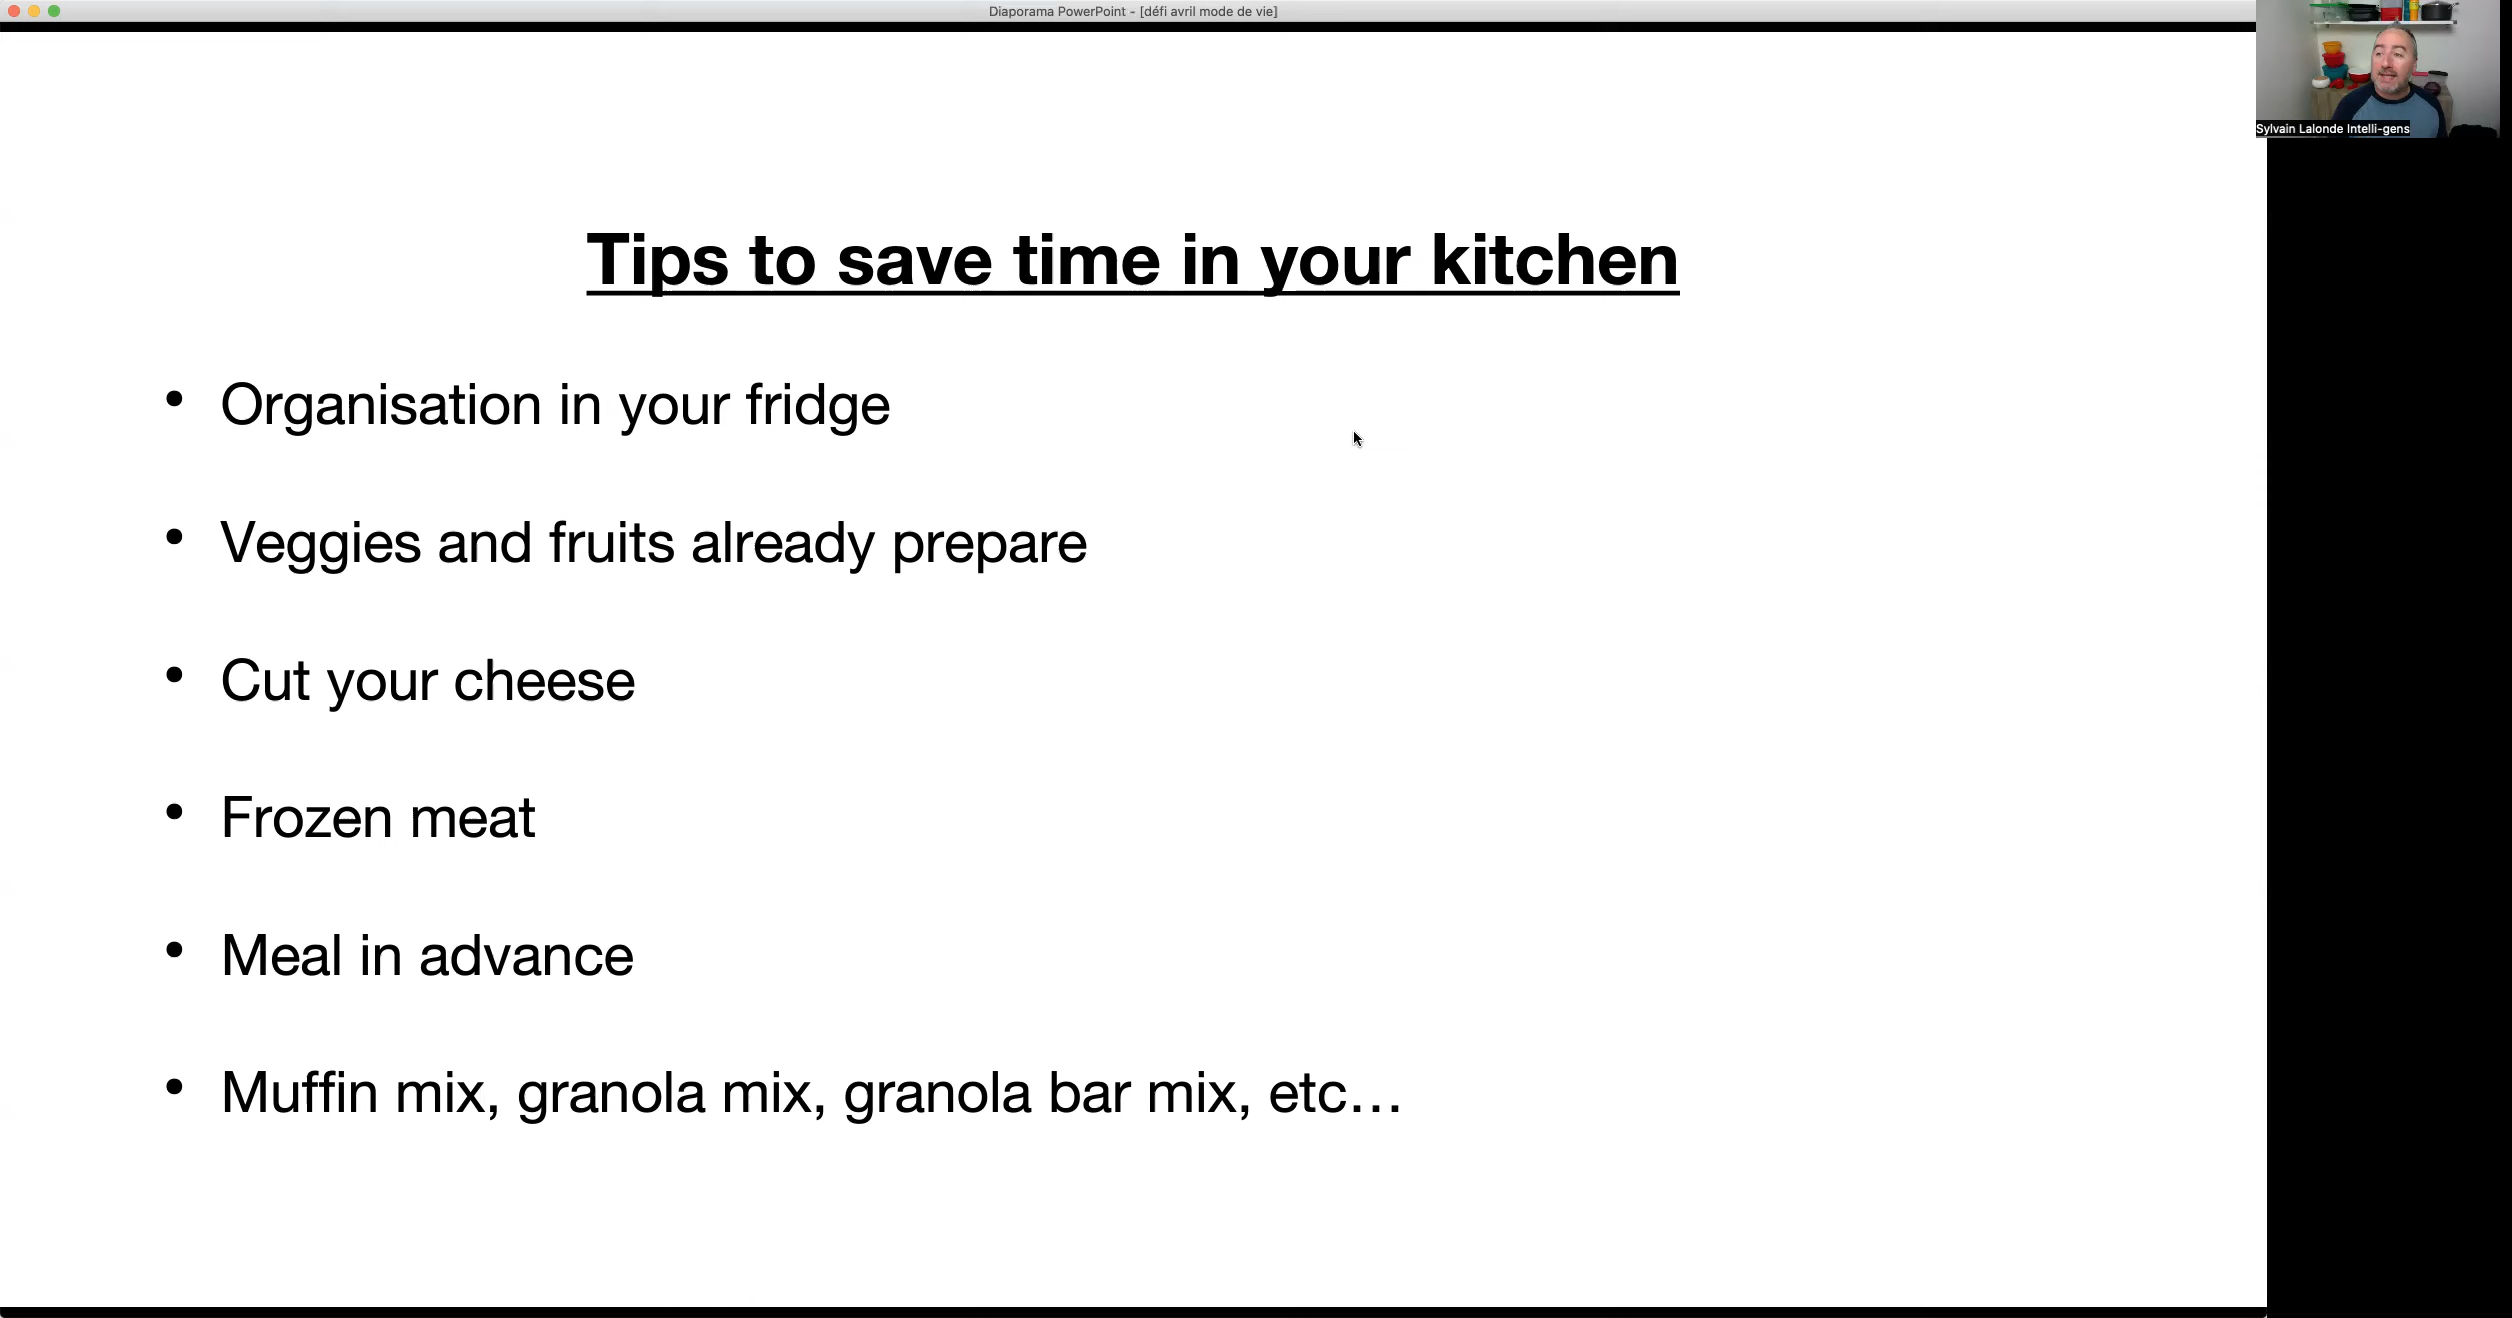 Diaporama PowerPoint - [défi avril mode de vie]
Sylvain Lalonde Intelli-gens
Tips to save time in your kitchen
• Organisation in your fridge
• Veggies and fruits already prepare
• Cut your cheese
• Frozen meat
• Meal in advance
• Muffin mix, granola mix, granola bar mix, etc…